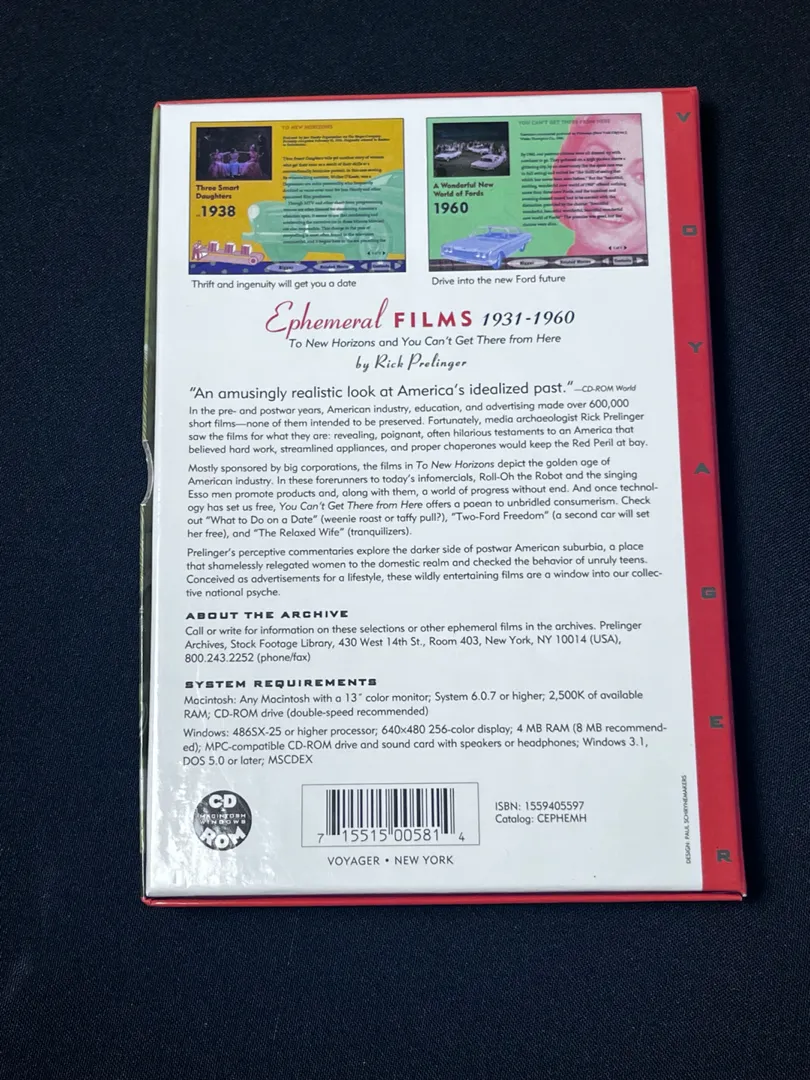 TO NEW HORIZONS
Three Smart
Daughters
1938
YOU CAN'T GET THERE FROM HERE
A Wonderful New
World of Fords
1960
Thrift and ingenuity will get you a date
Drive into the new Ford future
Ephemeral FILMS 1931-1960
To New Horizons and You Can't Get There from Here
by Rick Prelinger
"An amusingly realistic look at America's idealized past."—CD-ROM World
In the pre- and postwar years, American industry, education, and advertising made over 600,000
short films—none of them intended to be preserved. Fortunately, media archaeologist Rick Prelinger
saw the films for what they are: revealing, poignant, often hilarious testaments to an America that
believed hard work, streamlined appliances, and proper chaperones would keep the Red Peril at bay.
Mostly sponsored by big corporations, the films in To New Horizons depict the golden age of
American industry. In these forerunners to today's infomercials, Roll-Oh the Robot and the singing
Esso men promote products and, along with them, a world of progress without end. And once technol-
ogy has set us free, You Can't Get There from Here offers a paean to unbridled consumerism. Check
out "What to Do on a Date" (weenie roast or taffy pull?), "Two-Ford Freedom" (a second car will set
her free), and "The Relaxed Wife" (tranquilizers).
Prelinger's perceptive commentaries explore the darker side of postwar American suburbia, a place
that shamelessly relegated women to the domestic realm and checked the behavior of unruly teens.
Conceived as advertisements for a lifestyle, these wildly entertaining films are a window into our collec-
tive national psyche.
ABOUT THE ARCHIVE
Call or write for information on these selections or other ephemeral films in the archives. Prelinger
Archives, Stock Footage Library, 430 West 14th St., Room 403, New York, NY 10014 (USA),
800.243.2252 (phone/fax)
SYSTEM REQUIREMENTS
Macintosh: Any Macintosh with a 13" color monitor; System 6.0.7 or higher; 2,500K of available
RAM; CD-ROM drive (double-speed recommended)
Windows: 486SX-25 or higher processor; 640x480 256-color display; 4 MB RAM (8 MB recommend-
ed); MPC-compatible CD-ROM drive and sound card with speakers or headphones; Windows 3.1,
DOS 5.0 or later; MSCDEX
CD
MACINTOSH
WINDOWS
ROM
7 15515 00581 4
VOYAGER • NEW YORK
ISBN: 1559405597
Catalog: CEPHEMH
DESIGN: PAUL SCHRYNEMAKERS
VOYAGER